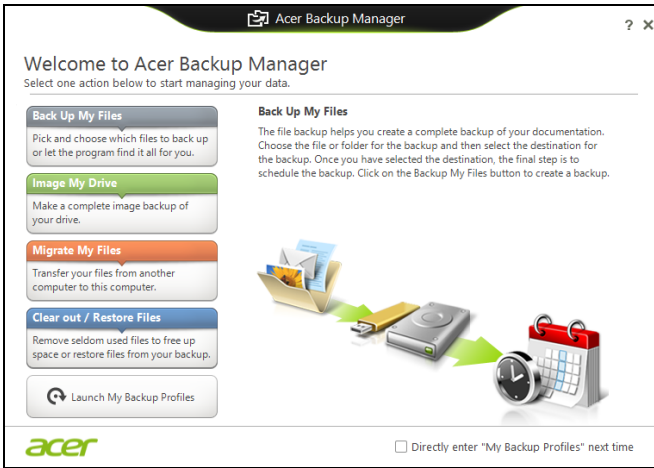 Acer Backup Manager
? X
Welcome to Acer Backup Manager
Select one action below to start managing your data.
Back Up My Files
Pick and choose which files to back up
or let the program find it all for you.
Image My Drive
Make a complete image backup of
your drive.
Migrate My Files
Transfer your files from another
computer to this computer.
Clear out / Restore Files
Remove seldom used files to free up
space or restore files from your backup.
Launch My Backup Profiles
Back Up My Files
The file backup helps you create a complete backup of your documentation.
Choose the file or folder for the backup and then select the destination for
the backup. Once you have selected the destination, the final step is to
schedule the backup. Click on the Backup My Files button to create a backup.
acer
Directly enter "My Backup Profiles" next time